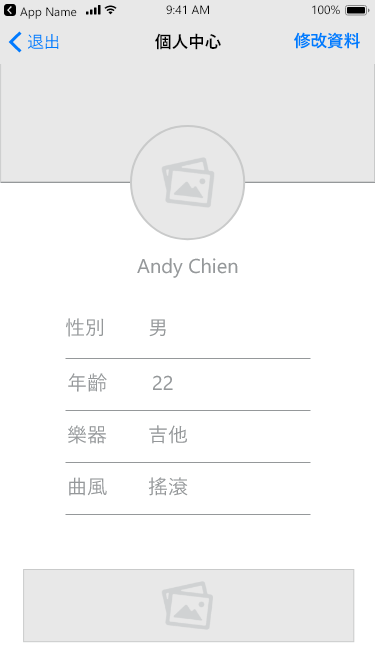 App Name 9:41 AM 100%
退出 個人中心 修改資料
Andy Chien
性別 男
年齡 22
樂器 吉他
曲風 搖滾